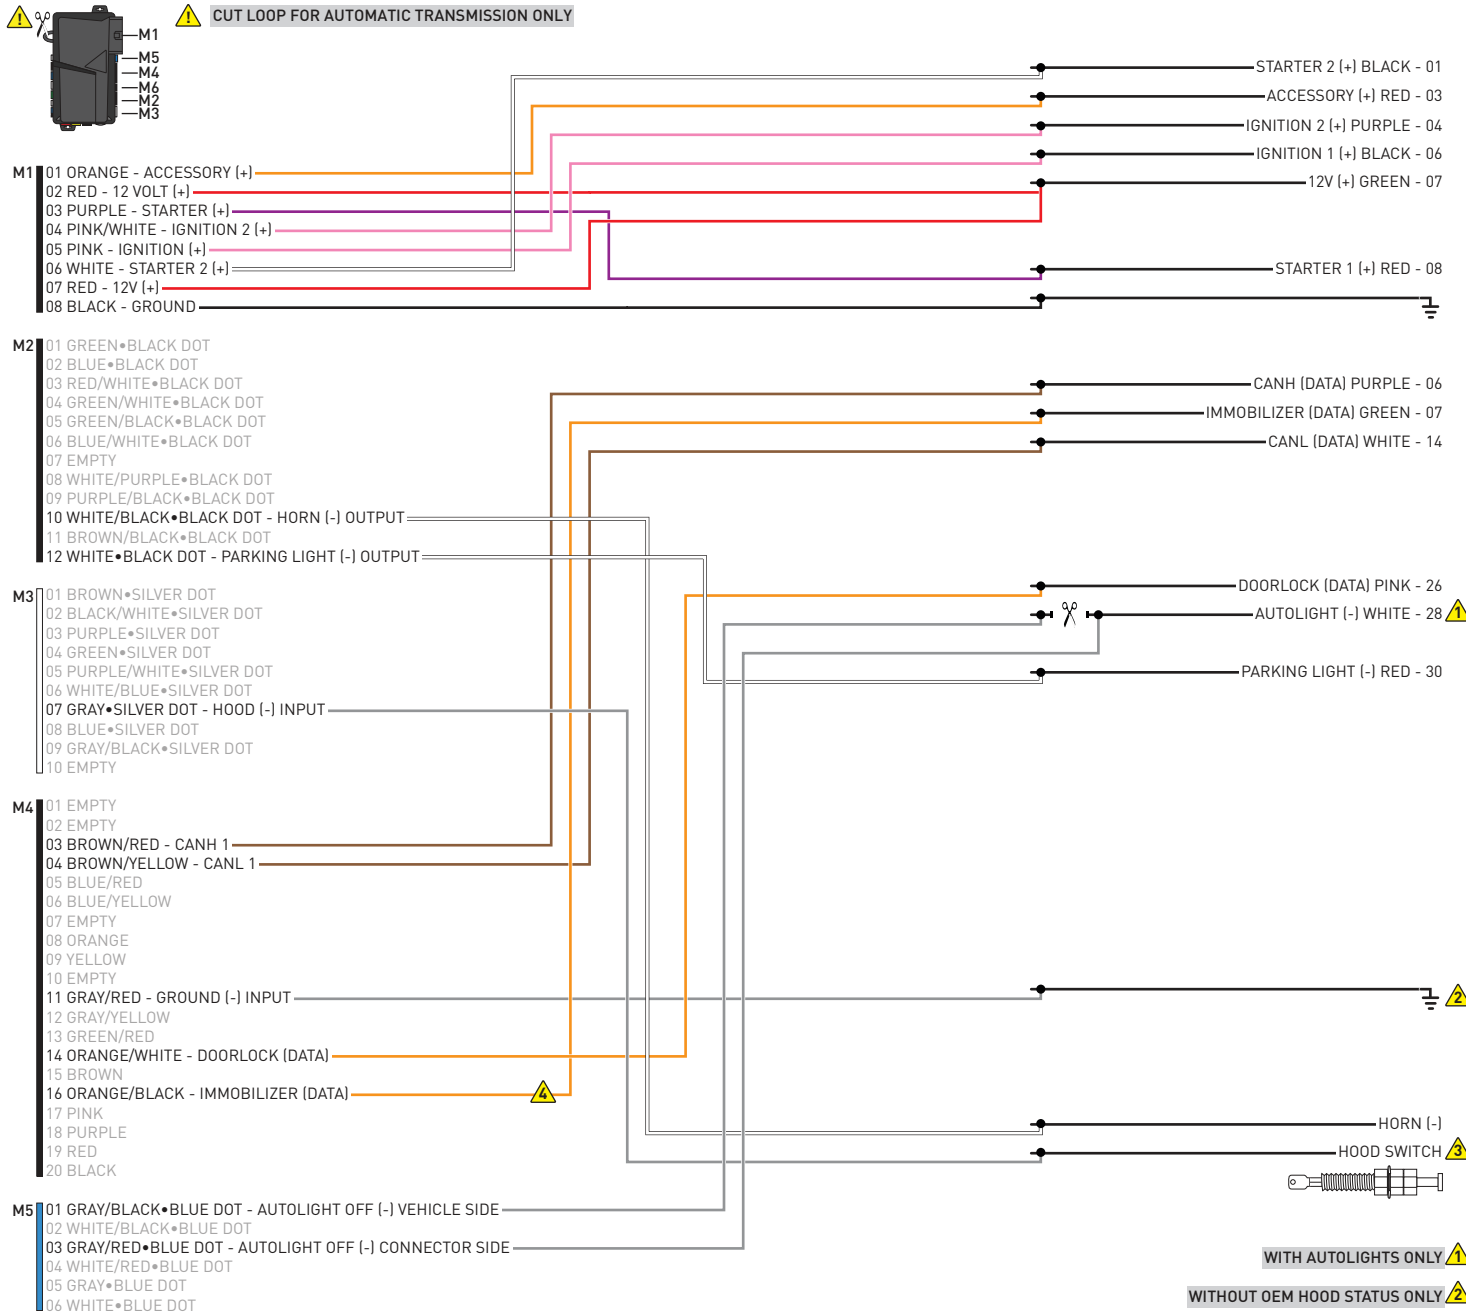 ! ! CUT LOOP FOR AUTOMATIC TRANSMISSION ONLY
M1
M5
M4
M6
M2
M3
STARTER 2 (+) BLACK - 01
ACCESSORY (+) RED - 03
IGNITION 2 (+) PURPLE - 04
IGNITION 1 (+) BLACK - 06
12V (+) GREEN - 07
STARTER 1 (+) RED - 08
M1
01 ORANGE - ACCESSORY (+)
02 RED - 12 VOLT (+)
03 PURPLE - STARTER (+)
04 PINK/WHITE - IGNITION 2 (+)
05 PINK - IGNITION (+)
06 WHITE - STARTER 2 (+)
07 RED - 12V (+)
08 BLACK - GROUND
M2
01 GREEN•BLACK DOT
02 BLUE•BLACK DOT
03 RED/WHITE•BLACK DOT
04 GREEN/WHITE•BLACK DOT
05 GREEN/BLACK•BLACK DOT
06 BLUE/WHITE•BLACK DOT
07 EMPTY
08 WHITE/PURPLE•BLACK DOT
09 PURPLE/BLACK•BLACK DOT
10 WHITE/BLACK•BLACK DOT - HORN (-) OUTPUT
11 BROWN/BLACK•BLACK DOT
12 WHITE•BLACK DOT - PARKING LIGHT (-) OUTPUT
CANH (DATA) PURPLE - 06
IMMOBILIZER (DATA) GREEN - 07
CANL (DATA) WHITE - 14
DOORLOCK (DATA) PINK - 26
AUTOLIGHT (-) WHITE - 28 1
PARKING LIGHT (-) RED - 30
M3
01 BROWN•SILVER DOT
02 BLACK/WHITE•SILVER DOT
03 PURPLE•SILVER DOT
04 GREEN•SILVER DOT
05 PURPLE/WHITE•SILVER DOT
06 WHITE/BLUE•SILVER DOT
07 GRAY•SILVER DOT - HOOD (-) INPUT
08 BLUE•SILVER DOT
09 GRAY/BLACK•SILVER DOT
10 EMPTY
M4
01 EMPTY
02 EMPTY
03 BROWN/RED - CANH 1
04 BROWN/YELLOW - CANL 1
05 BLUE/RED
06 BLUE/YELLOW
07 EMPTY
08 ORANGE
09 YELLOW
10 EMPTY
11 GRAY/RED - GROUND (-) INPUT
2
12 GRAY/YELLOW
13 GREEN/RED
14 ORANGE/WHITE - DOORLOCK (DATA)
15 BROWN
16 ORANGE/BLACK - IMMOBILIZER (DATA) 4
17 PINK
18 PURPLE
19 RED
20 BLACK
HORN (-)
HOOD SWITCH 3
M5
01 GRAY/BLACK•BLUE DOT - AUTOLIGHT OFF (-) VEHICLE SIDE
02 WHITE/BLACK•BLUE DOT
03 GRAY/RED•BLUE DOT - AUTOLIGHT OFF (-) CONNECTOR SIDE
04 WHITE/RED•BLUE DOT
05 GRAY•BLUE DOT
06 WHITE•BLUE DOT
WITH AUTOLIGHTS ONLY 1
WITHOUT OEM HOOD STATUS ONLY 2